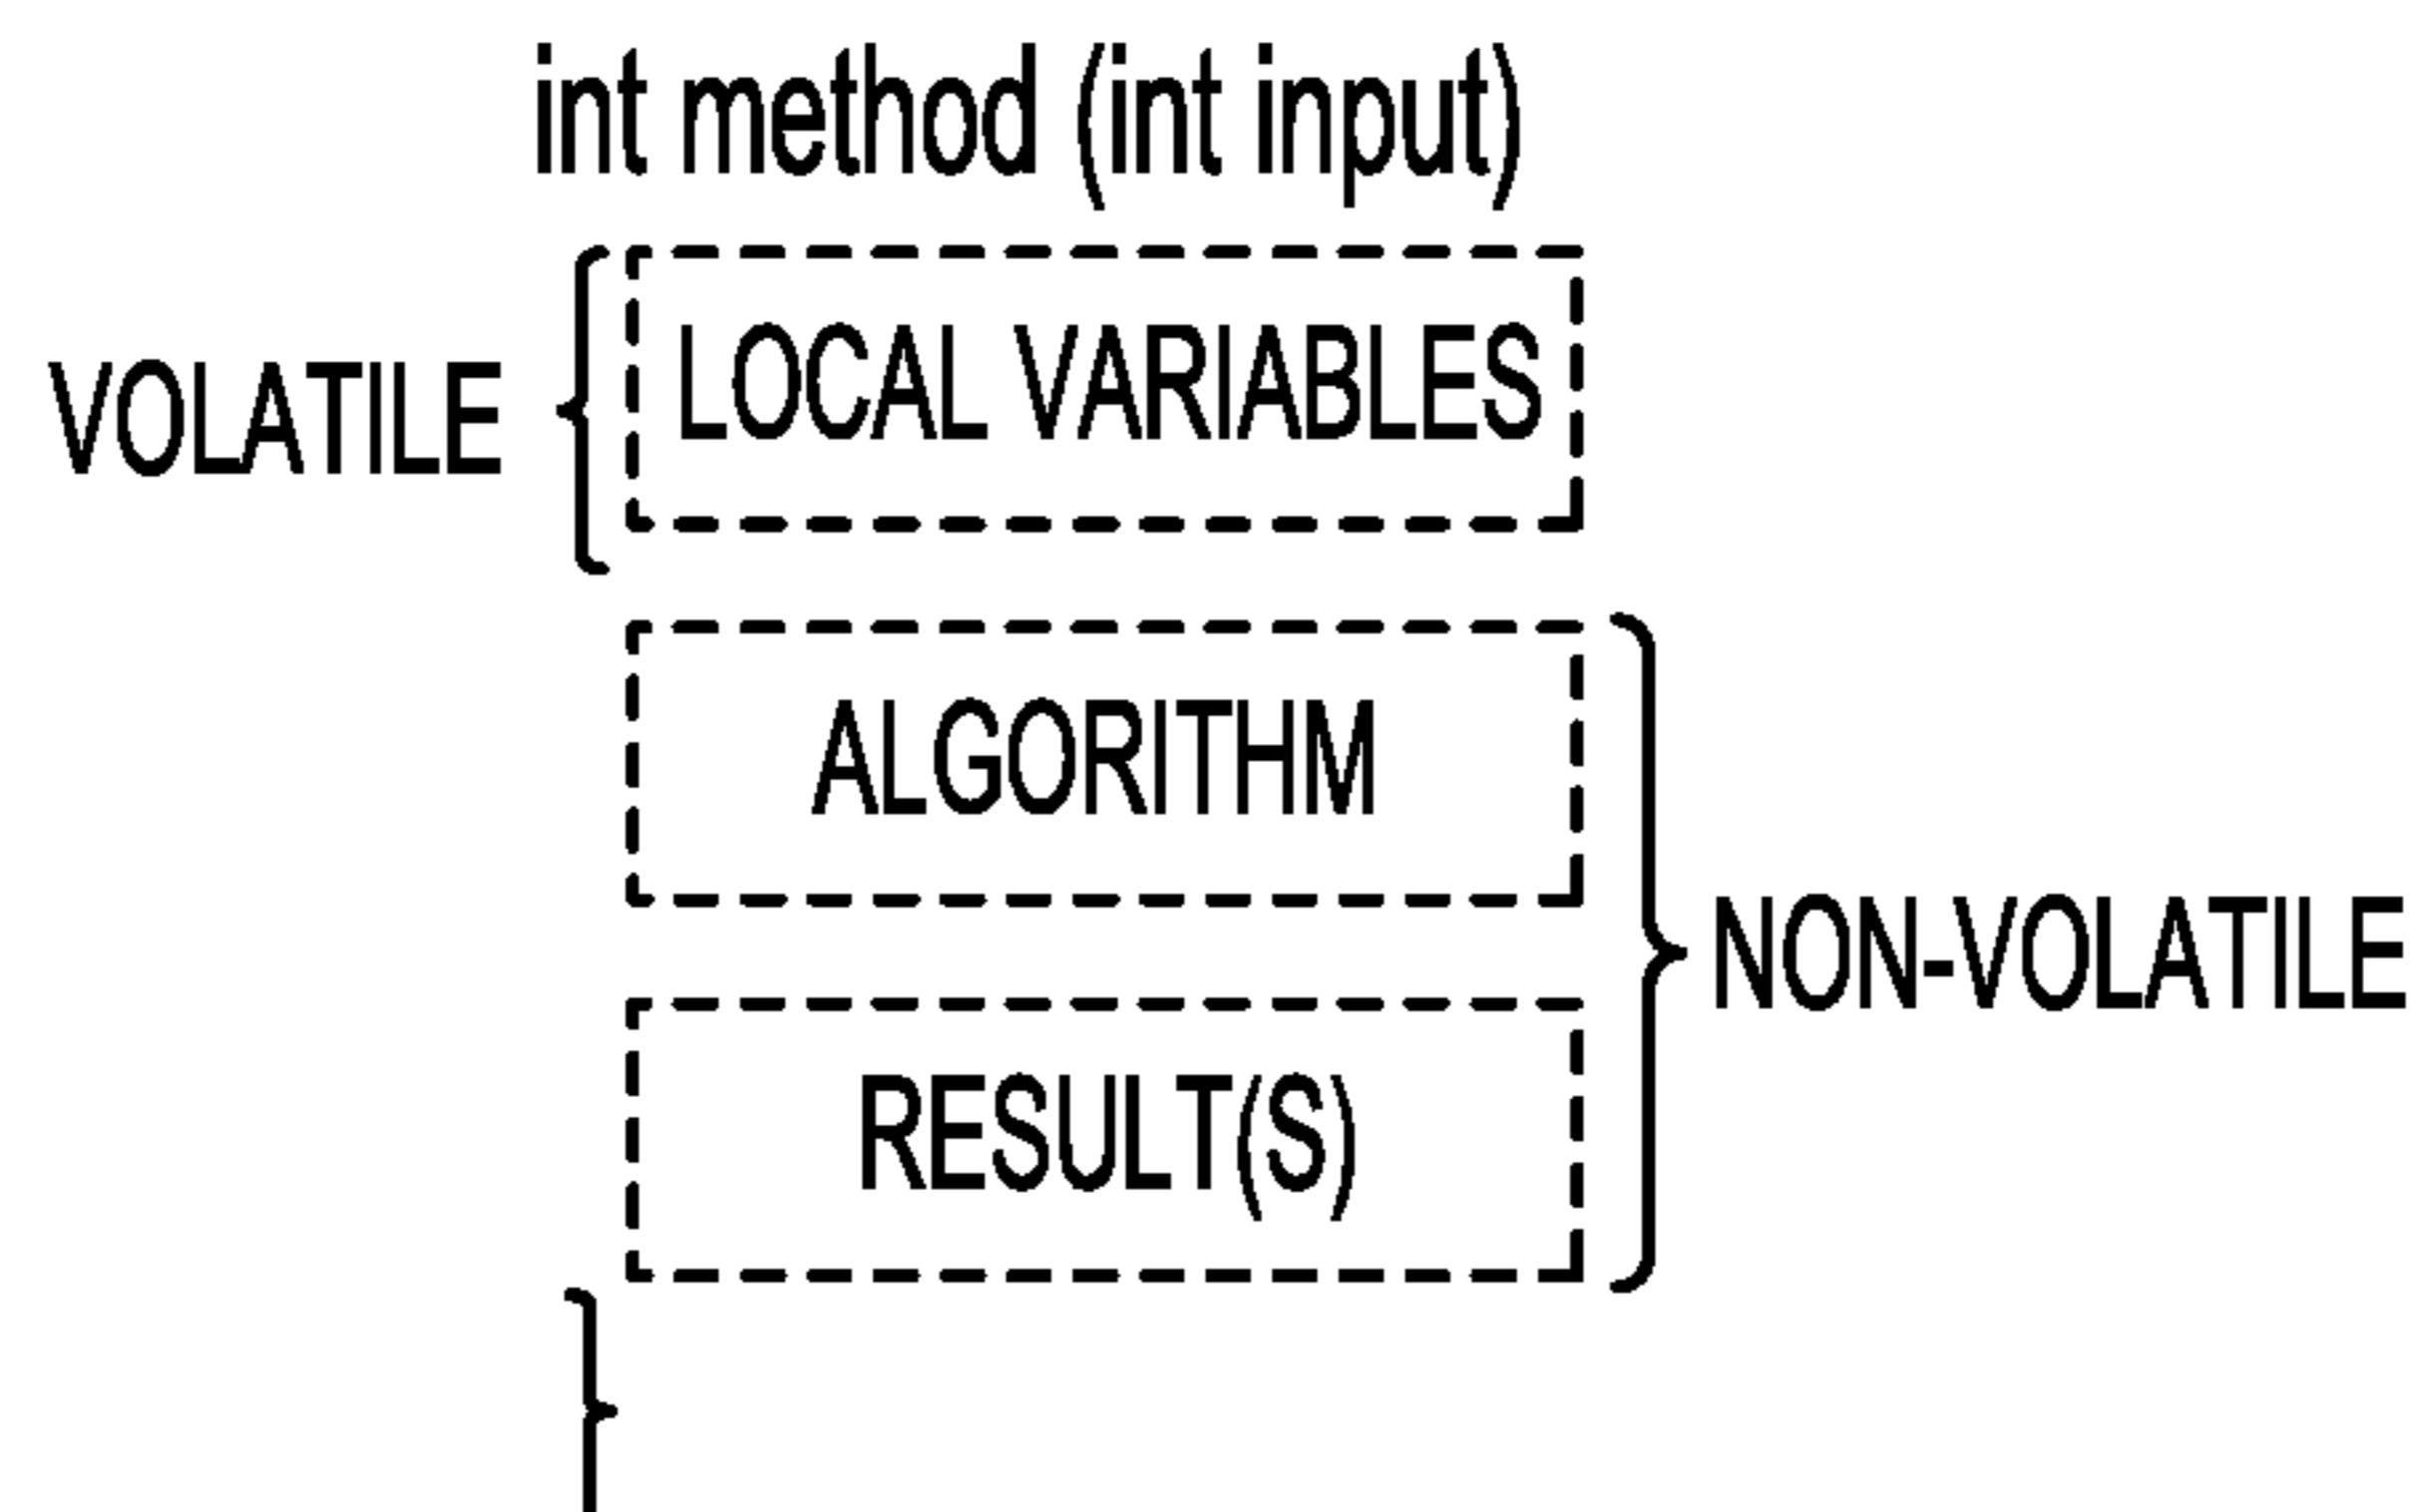 int method (int input)
VOLATILE
LOCAL VARIABLES
ALGORITHM
NON-VOLATILE
RESULT(S)